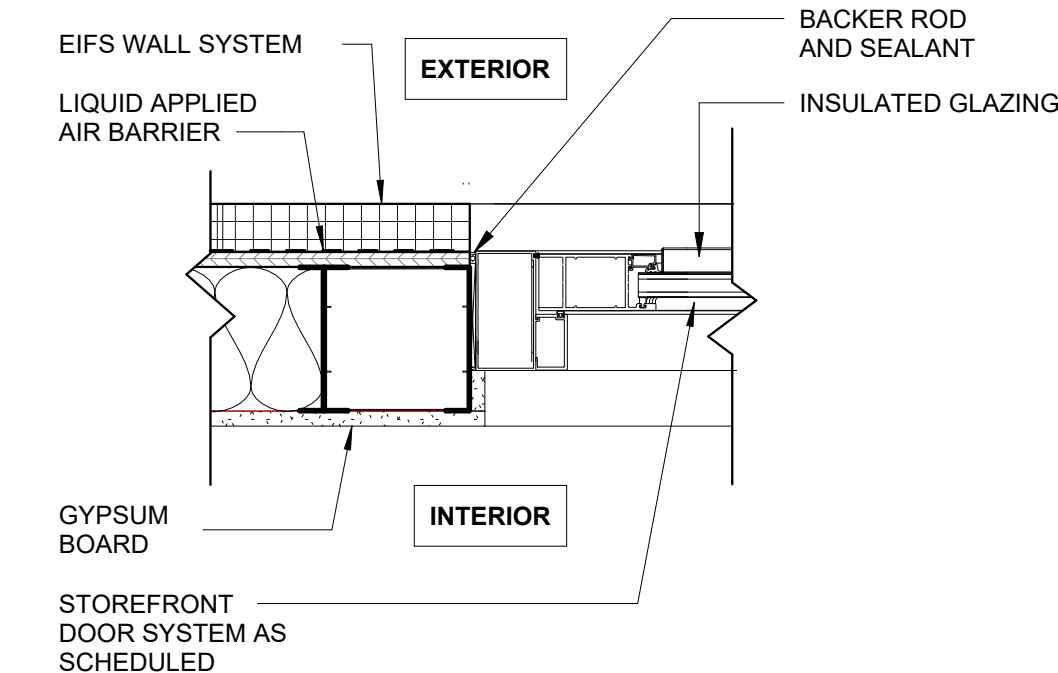 EIFS WALL SYSTEM
LIQUID APPLIED
AIR BARRIER
EXTERIOR
BACKER ROD
AND SEALANT
INSULATED GLAZING
GYPSUM
BOARD
INTERIOR
STOREFRONT
DOOR SYSTEM AS
SCHEDULED